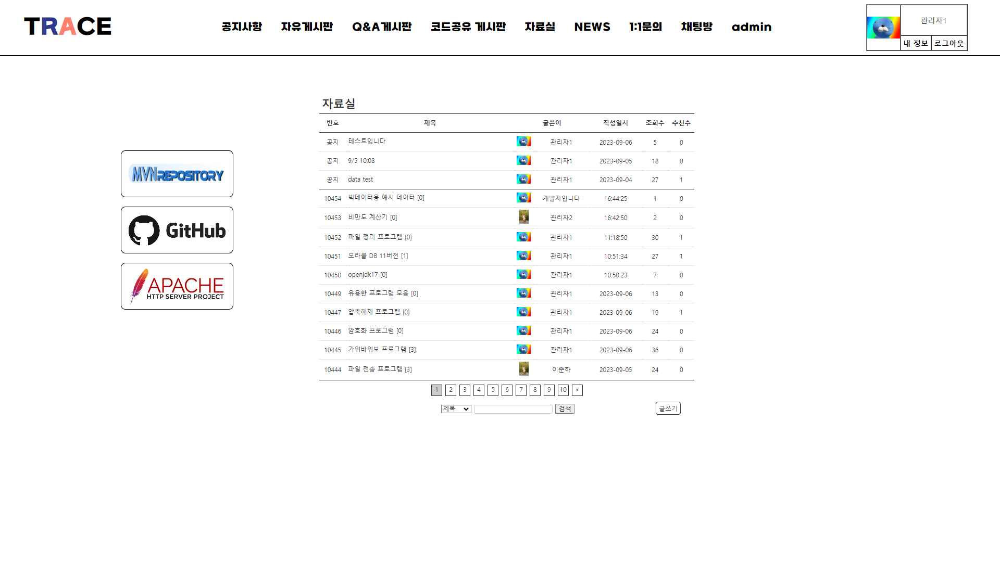 TRACE
공지사항 자유게시판 Q&A게시판 코드공유 게시판 자료실 NEWS 1:1문의 채팅방 admin
관리자1
내 정보 로그아웃
MVNREPOSITORY
GitHub
APACHE
HTTP SERVER PROJECT
자료실
번호 제목 글쓴이 작성일시 조회수 추천수
공지 테스트입니다 관리자1 2023-09-06 5 0
공지 9/5 10:08 관리자1 2023-09-05 18 0
공지 data test 관리자1 2023-09-04 27 1
10454 빅데이터용 예시 데이터 [0] 개발자입니다 16:44:25 1 0
10453 비만도 계산기 [0] 관리자2 16:42:50 2 0
10452 파일 정리 프로그램 [0] 관리자1 11:18:50 30 1
10451 오라클 DB 11버전 [1] 관리자1 10:51:34 27 1
10450 openjdk17 [0] 관리자1 10:50:23 7 0
10449 유용한 프로그램 모음 [0] 관리자1 2023-09-06 13 0
10447 압축해제 프로그램 [0] 관리자1 2023-09-06 19 1
10446 암호화 프로그램 [0] 관리자1 2023-09-06 24 0
10445 가위바위보 프로그램 [3] 관리자1 2023-09-06 36 0
10444 파일 전송 프로그램 [3] 이준하 2023-09-05 24 0
1 2 3 4 5 6 7 8 9 10 >
제목 검색 글쓰기